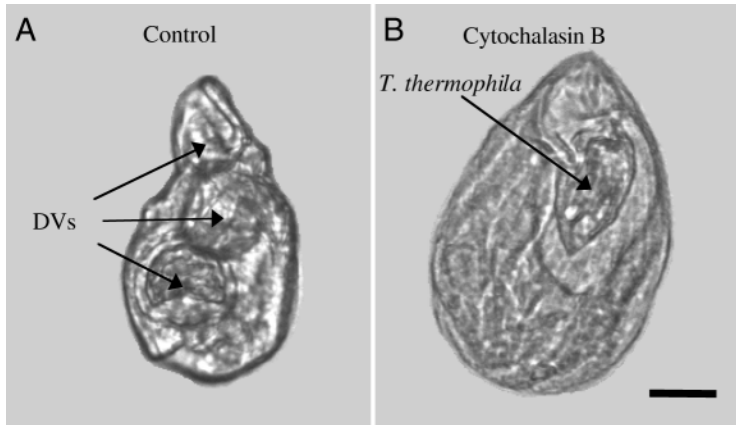 A
Control
DVs
B
Cytochalasin B
T. thermophila